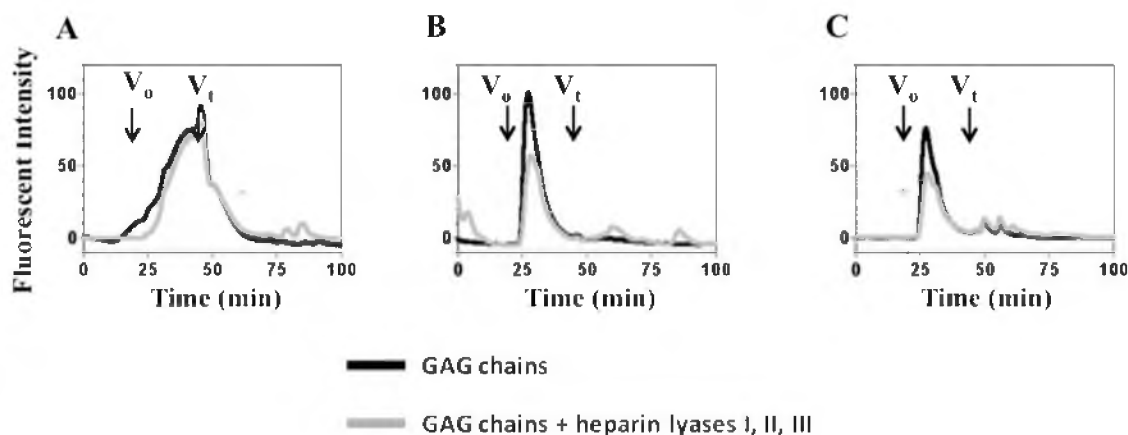 A
B
C
Fluorescent Intensity
100
50
0
Vo
Vt
0 25 50 75 100
Time (min)
100
50
0
Vo
Vt
0 25 50 75 100
Time (min)
100
50
0
Vo
Vt
0 25 50 75 100
Time (min)
GAG chains
GAG chains + heparin lyases I, II, III